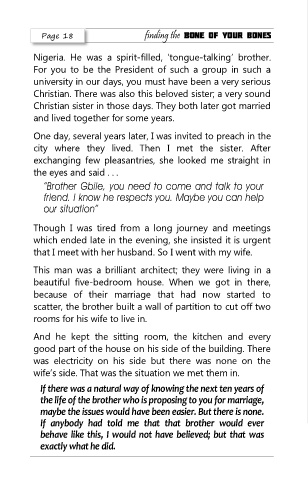 Page 18
finding the BONE OF YOUR BONES
Nigeria. He was a spirit-filled, 'tongue-talking' brother.
For you to be the President of such a group in such a
university in our days, you must have been a very serious
Christian. There was also this beloved sister; a very sound
Christian sister in those days. They both later got married
and lived together for some years.
One day, several years later, I was invited to preach in the
city where they lived. Then I met the sister. After
exchanging few pleasantries, she looked me straight in
the eyes and said . . .
"Brother Gbile, you need to come and talk to your
friend. I know he respects you. Maybe you can help
our situation"
Though I was tired from a long journey and meetings
which ended late in the evening, she insisted it is urgent
that I meet with her husband. So I went with my wife.
This man was a brilliant architect; they were living in a
beautiful five-bedroom house. When we got in there,
because of their marriage that had now started to
scatter, the brother built a wall of partition to cut off two
rooms for his wife to live in.
And he kept the sitting room, the kitchen and every
good part of the house on his side of the building. There
was electricity on his side but there was none on the
wife's side. That was the situation we met them in.
If there was a natural way of knowing the next ten years of
the life of the brother who is proposing to you for marriage,
maybe the issues would have been easier. But there is none.
If anybody had told me that that brother would ever
behave like this, I would not have believed; but that was
exactly what he did.